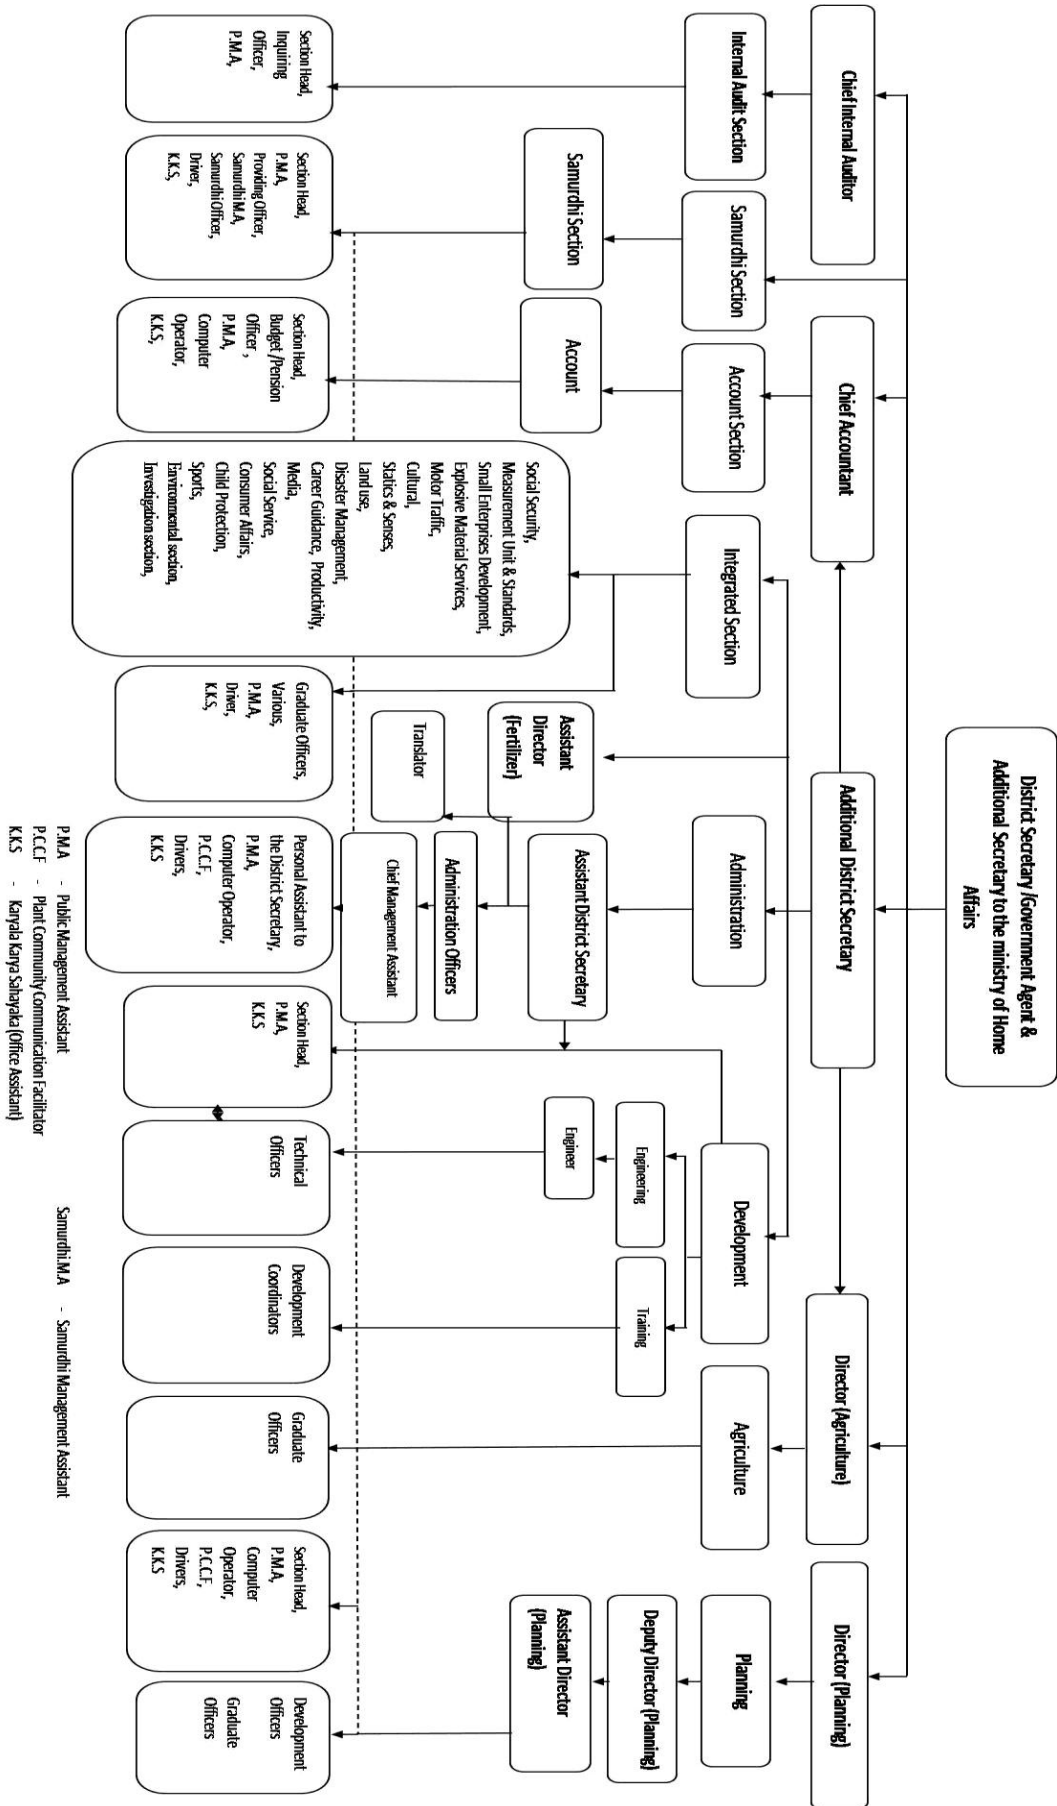 District Secretary /Government Agent &
Additional Secretary to the ministry of Home
Affairs
Chief Internal Auditor
Chief Accountant
Additional District Secretary
Director (Agriculture)
Director (Planning)
Internal Audit Section
Samurdhi Section
Account Section
Integrated Section
Administration
Development
Agriculture
Planning
Samurdhi Section
Account
Assistant
Director
(Fertilizer)
Assistant District Secretary
Engineering
Training
Deputy Director (Planning)
Translator
Administration Officers
Engineer
Assistant Director
(Planning)
Chief Management Assistant
Section Head,
Inquiring
Officer,
P.M.A,
Section Head,
P.M.A,
Providing Officer,
Samurdhi M.A,
Samurdhi Officer,
Driver,
K.K.S,
Section Head,
Budget /Pension
Officer ,
P.M.A,
Computer
Operator,
K.K.S,
Social Security,
Measurement Unit & Standards,
Small Enterprises Development,
Explosive Material Services,
Motor Traffic,
Cultural,
Statics & Senses,
Land use,
Disaster Management,
Career Guidance, Productivity,
Media,
Social Service,
Consumer Affairs,
Child Protection,
Sports,
Environmental section,
Investigation section,
Graduate Officers,
Various,
P.M.A,
Driver,
K.K.S,
Personal Assistant to
the District Secretary,
P.M.A,
Computer Operator,
P.C.C.F,
Drivers,
K.K.S
Section Head,
P.M.A,
K.K.S
Technical
Officers
Development
Coordinators
Graduate
Officers
Section Head,
P.M.A,
Computer
Operator,
P.C.C.F,
Drivers,
K.K.S
Development
Officers
Graduate
Officers
P.M.A - Public Management Assistant
P.C.C.F - Plant Community Communication Facilitator
K.K.S - Karyala Karya Sahayaka (Office Assistant)
Samurdhi.M.A - Samurdhi Management Assistant